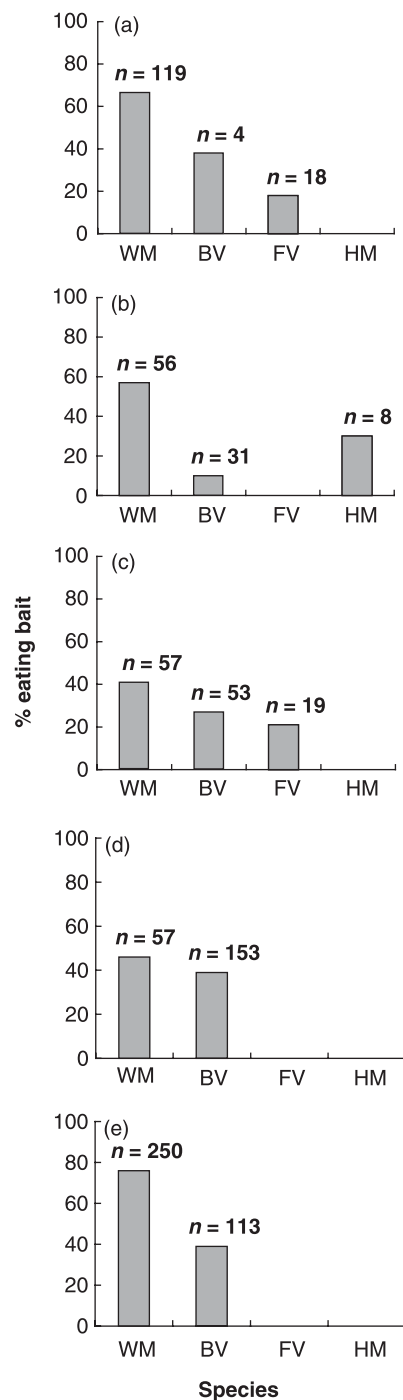 (a)
n = 119
n = 4
n = 18
100
80
60
40
20
0
WM BV FV HM
(b)
n = 56
n = 31
n = 8
100
80
60
40
20
0
WM BV FV HM
(c)
n = 57
n = 53
n = 19
100
80
60
40
20
0
WM BV FV HM
% eating bait
(d)
n = 57
n = 153
100
80
60
40
20
0
WM BV FV HM
(e)
n = 250
n = 113
100
80
60
40
20
0
WM BV FV HM
Species